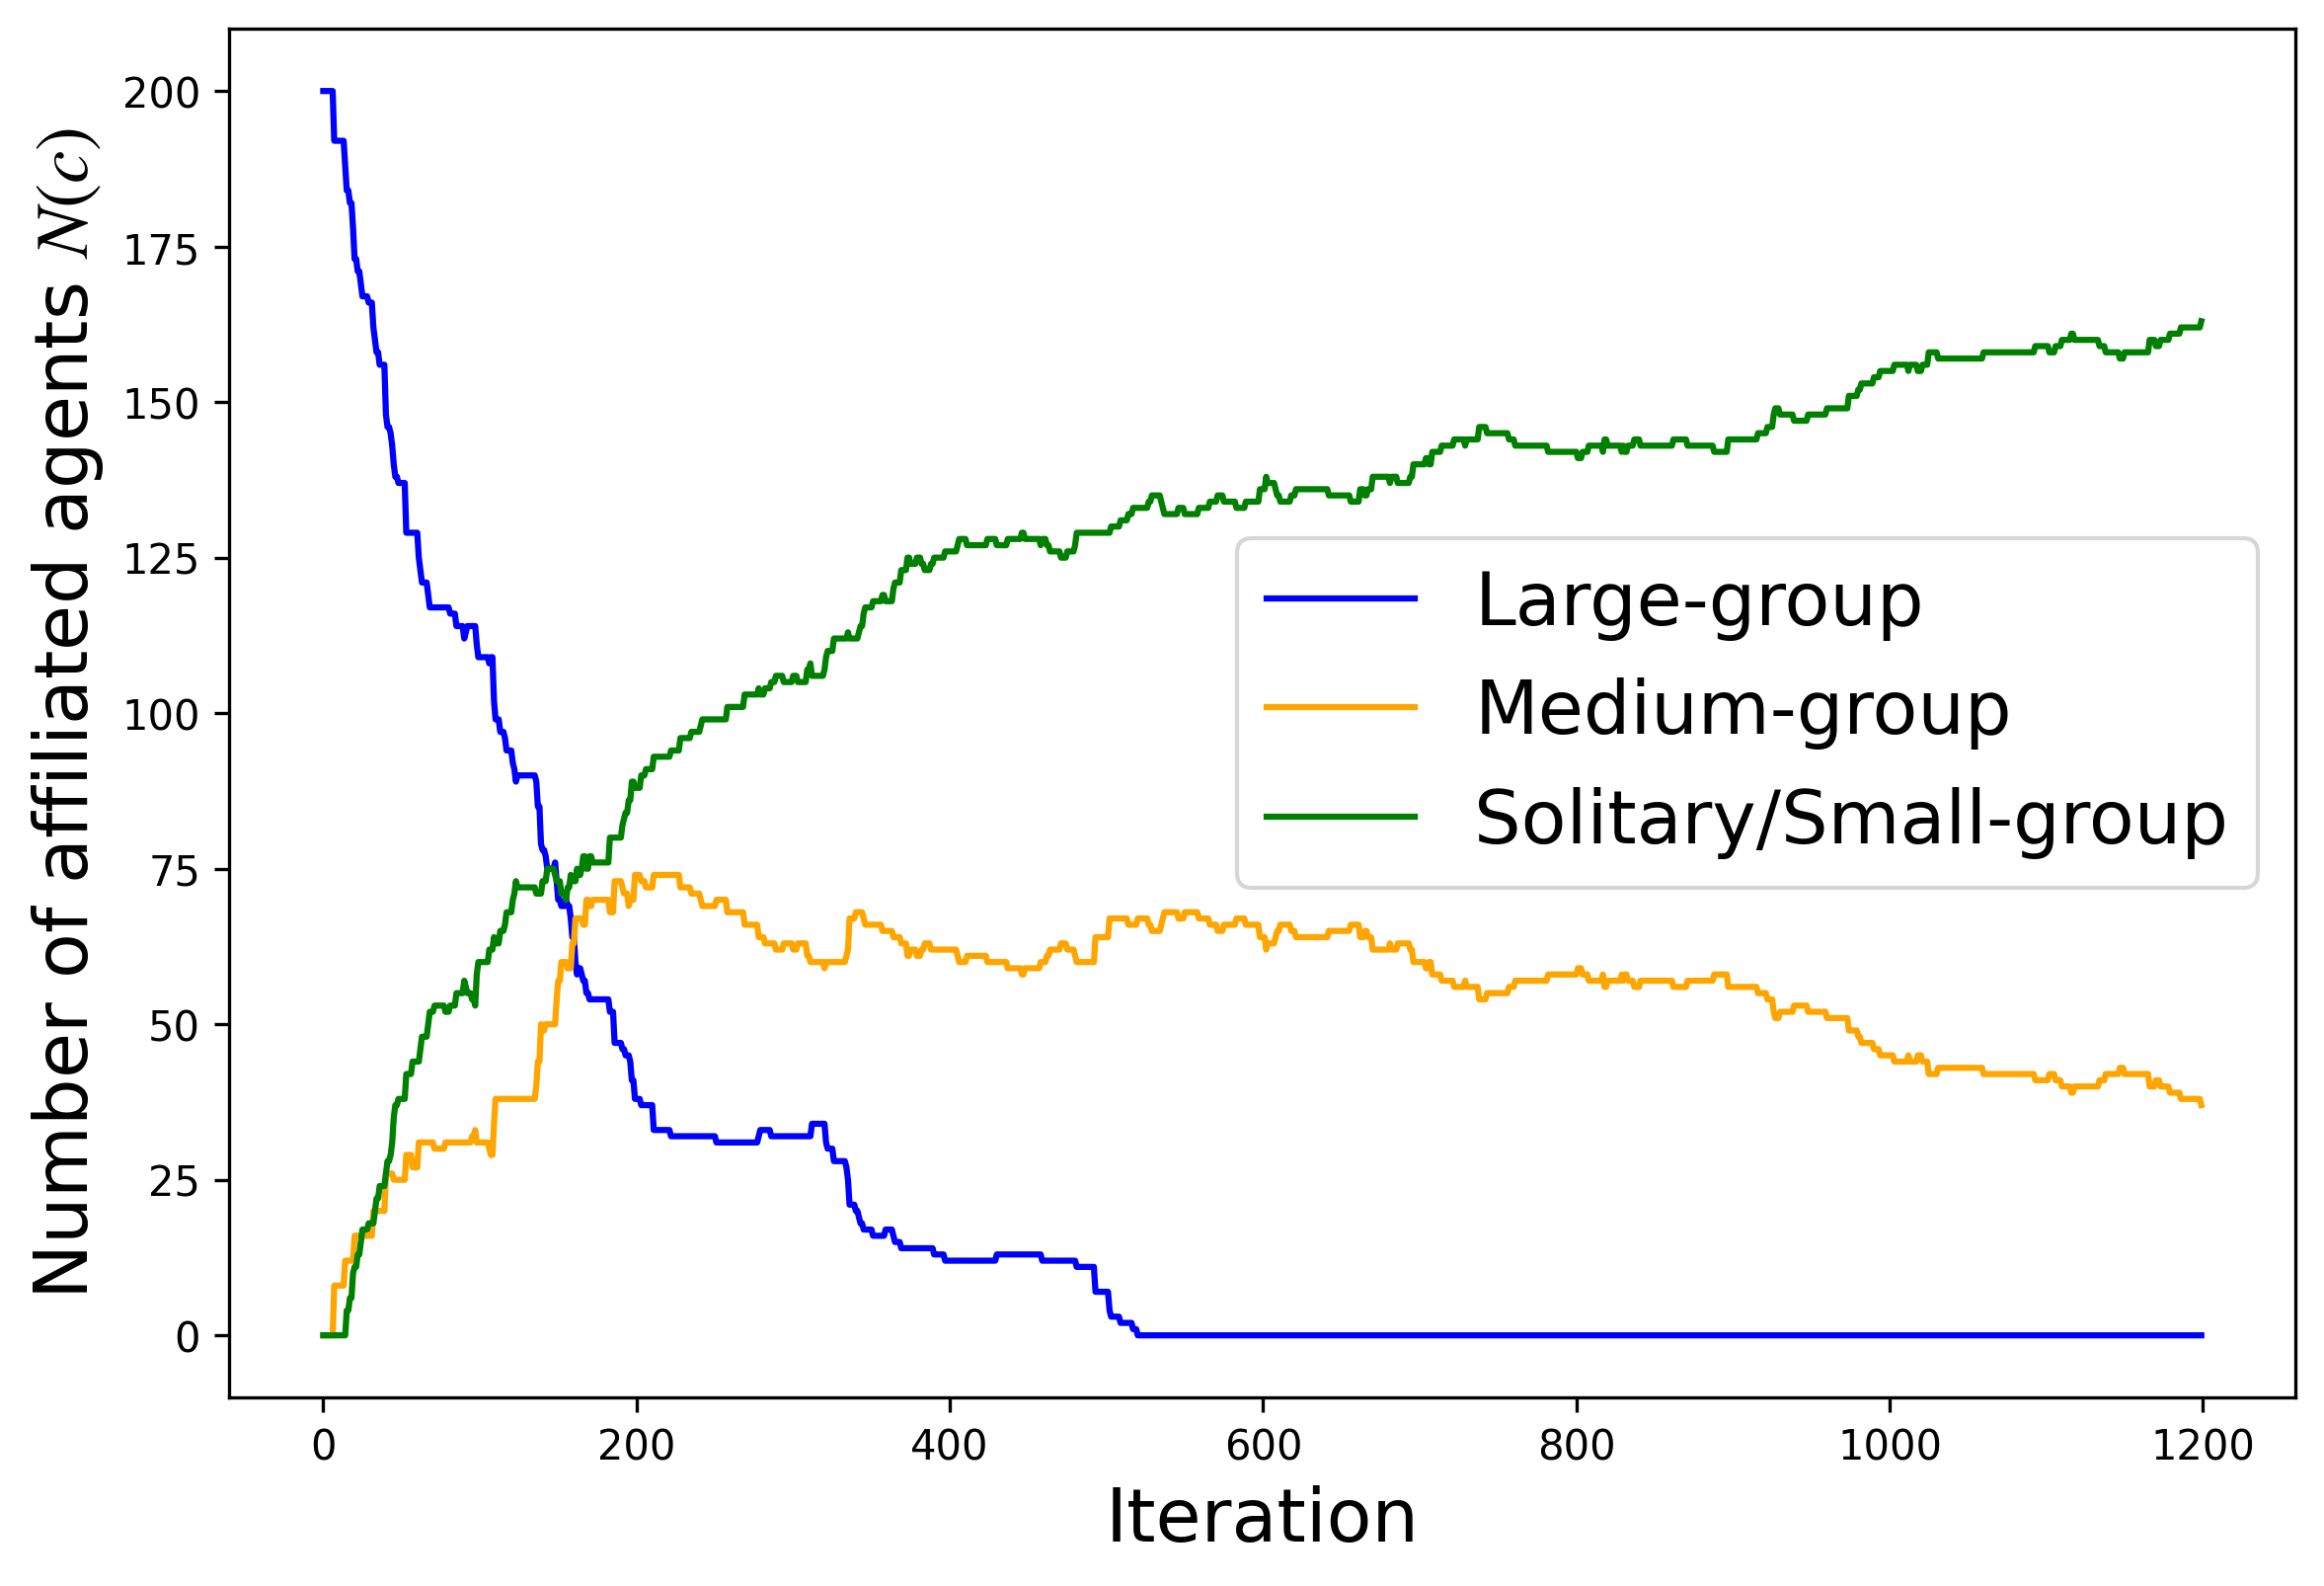 Number of affiliated agents N(c)
200
175
150
125
100
75
50
25
0
Large-group
Medium-group
Solitary/Small-group
0 200 400 600 800 1000 1200
Iteration